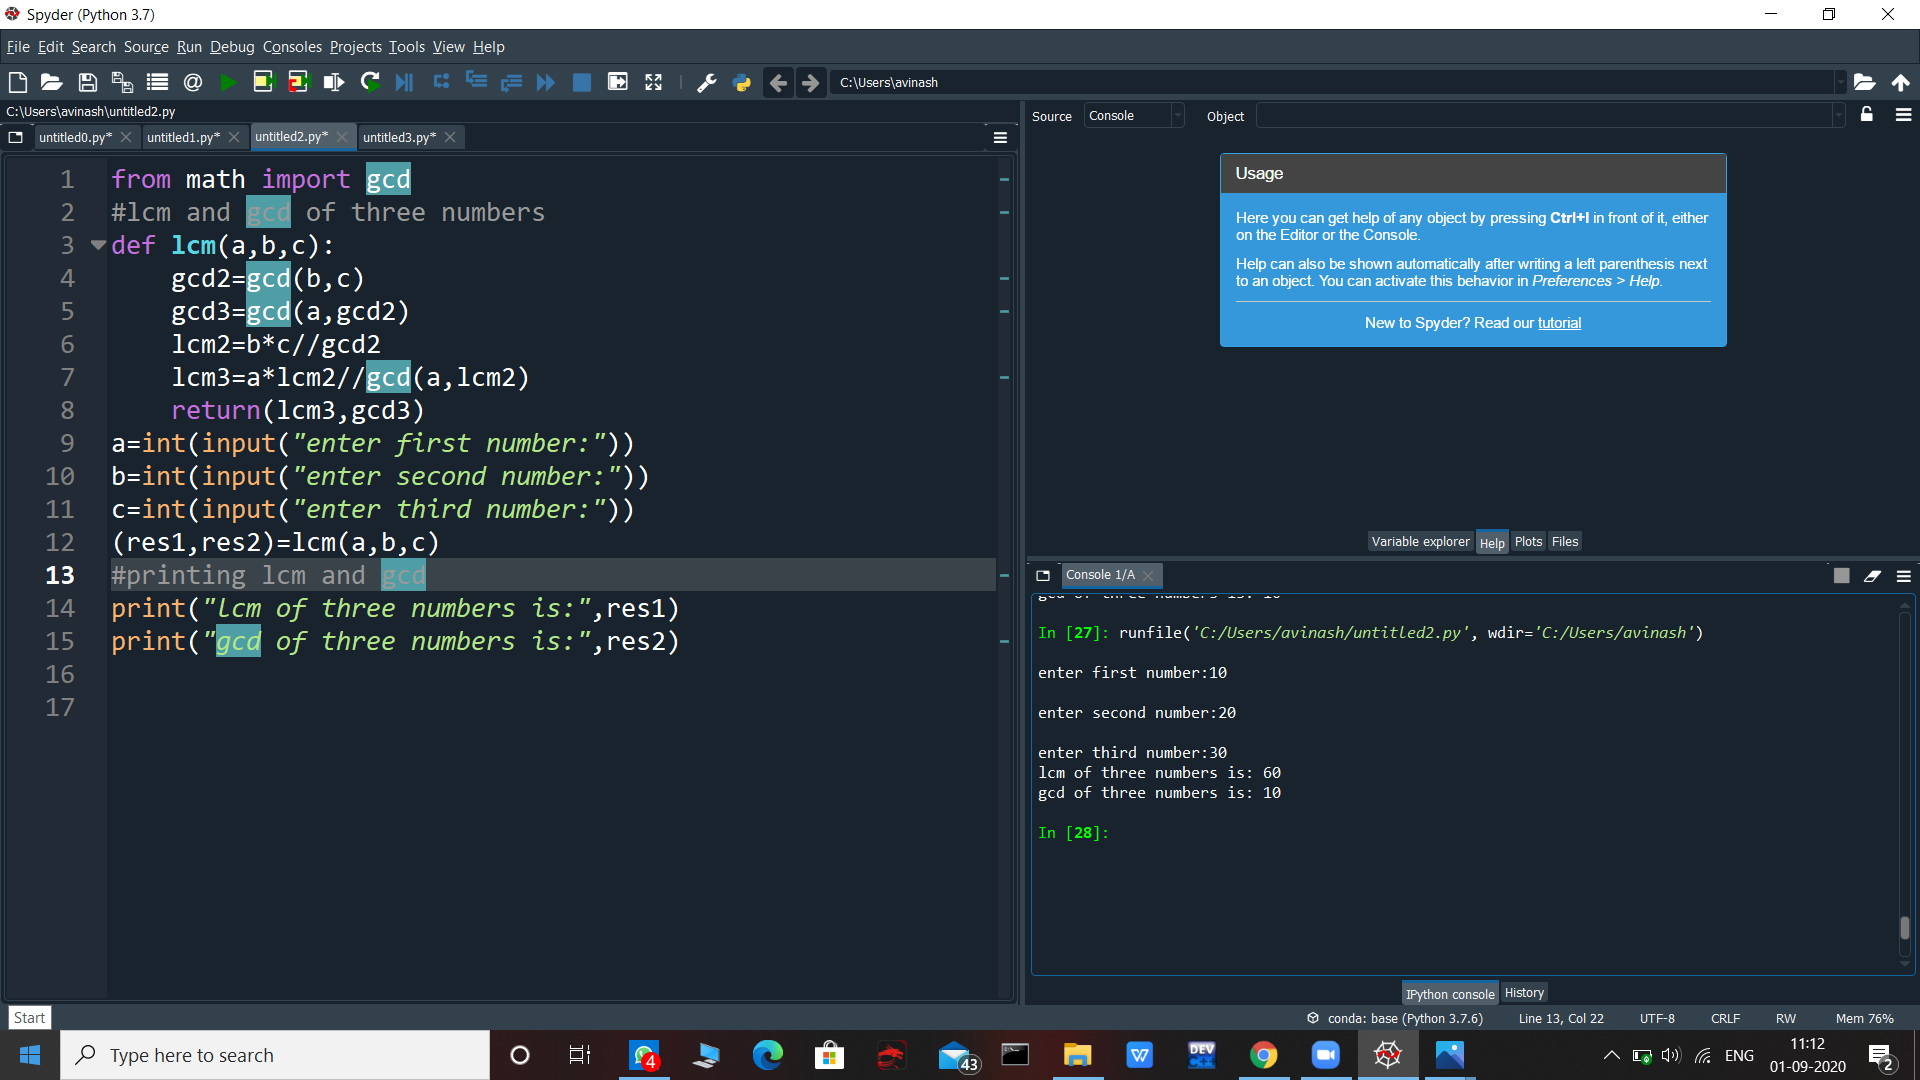 Spyder (Python 3.7)
File Edit Search Source Run Debug Consoles Projects Tools View Help
C:\Users\avinash
C:\Users\avinash\untitled2.py
untitled0.py* untitled1.py* untitled2.py* untitled3.py*
1 from math import gcd
2 #lcm and gcd of three numbers
3 def lcm(a,b,c):
4 gcd2=gcd(b,c)
5 gcd3=gcd(a,gcd2)
6 lcm2=b*c//gcd2
7 lcm3=a*lcm2//gcd(a,lcm2)
8 return(lcm3,gcd3)
9 a=int(input("enter first number:"))
10 b=int(input("enter second number:"))
11 c=int(input("enter third number:"))
12 (res1,res2)=lcm(a,b,c)
13 #printing lcm and gcd
14 print("lcm of three numbers is:",res1)
15 print("gcd of three numbers is:",res2)
16
17
Source Console Object
Usage
Here you can get help of any object by pressing Ctrl+I in front of it, either
on the Editor or the Console.
Help can also be shown automatically after writing a left parenthesis next
to an object. You can activate this behavior in Preferences > Help.
New to Spyder? Read our tutorial
Variable explorer Help Plots Files
Console 1/A
gcd of three numbers is: 10
In [27]: runfile('C:/Users/avinash/untitled2.py', wdir='C:/Users/avinash')
enter first number:10
enter second number:20
enter third number:30
lcm of three numbers is: 60
gcd of three numbers is: 10
In [28]:
IPython console History
Start
conda: base (Python 3.7.6) Line 13, Col 22 UTF-8 CRLF RW Mem 76%
Type here to search
4
43
W
DEV
ENG
11:12
01-09-2020
2